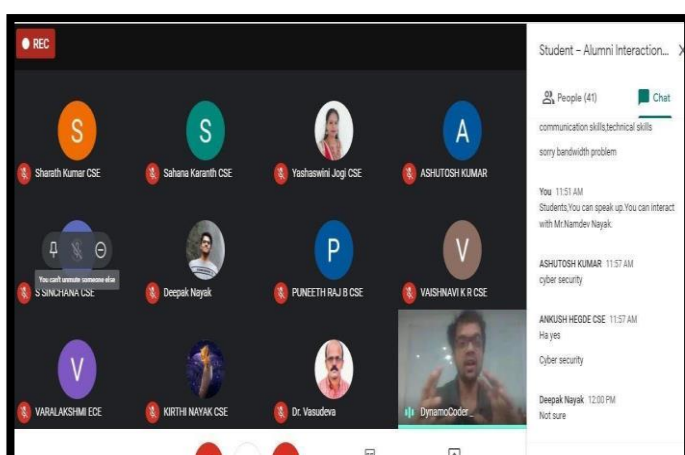 REC
Student – Alumni Interaction...
People (41)
Chat
communication skills,technical skills
sorry bandwidth problem
You 11:51 AM
Students,You can speak up.You can interact
with Mr.Namdev Nayak.
ASHUTOSH KUMAR 11:57 AM
cyber security
ANKUSH HEGDE CSE 11:57 AM
Ha yes
Cyber security
Deepak Nayak 12:00 PM
Not sure
S
Sharath Kumar CSE
S
Sahana Karanth CSE
Yashaswini Jogi CSE
A
ASHUTOSH KUMAR
You can't unmute someone else
S SINCHANA CSE
Deepak Nayak
P
PUNEETH RAJ B CSE
V
VAISHNAVI K R CSE
V
VARALAKSHMI ECE
KIRTHI NAYAK CSE
Dr. Vasudeva
DynamoCoder_